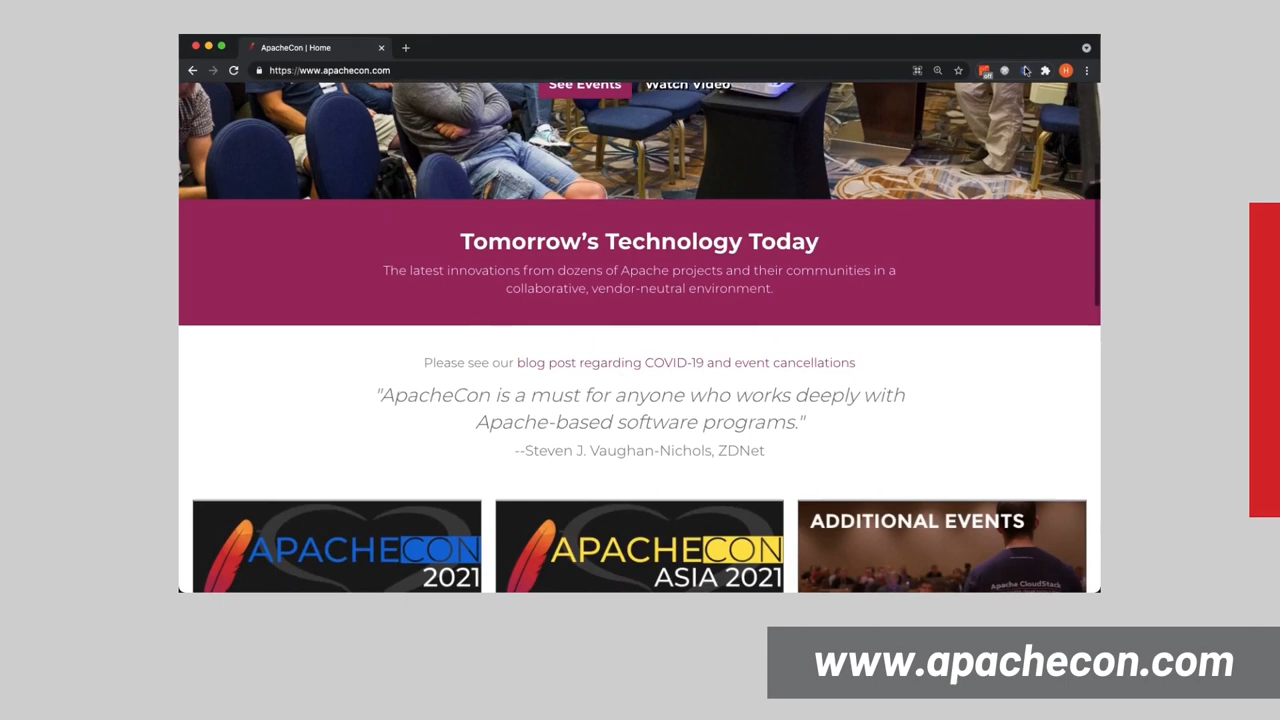 ApacheCon | Home
https://www.apachecon.com
off
H
See Events
Watch Video
Tomorrow’s Technology Today
The latest innovations from dozens of Apache projects and their communities in a
collaborative, vendor-neutral environment.
Please see our blog post regarding COVID-19 and event cancellations
"ApacheCon is a must for anyone who works deeply with
Apache-based software programs."
--Steven J. Vaughan-Nichols, ZDNet
APACHECON
2021
APACHECON
ASIA 2021
ADDITIONAL EVENTS
Apache CloudStack
www.apachecon.com